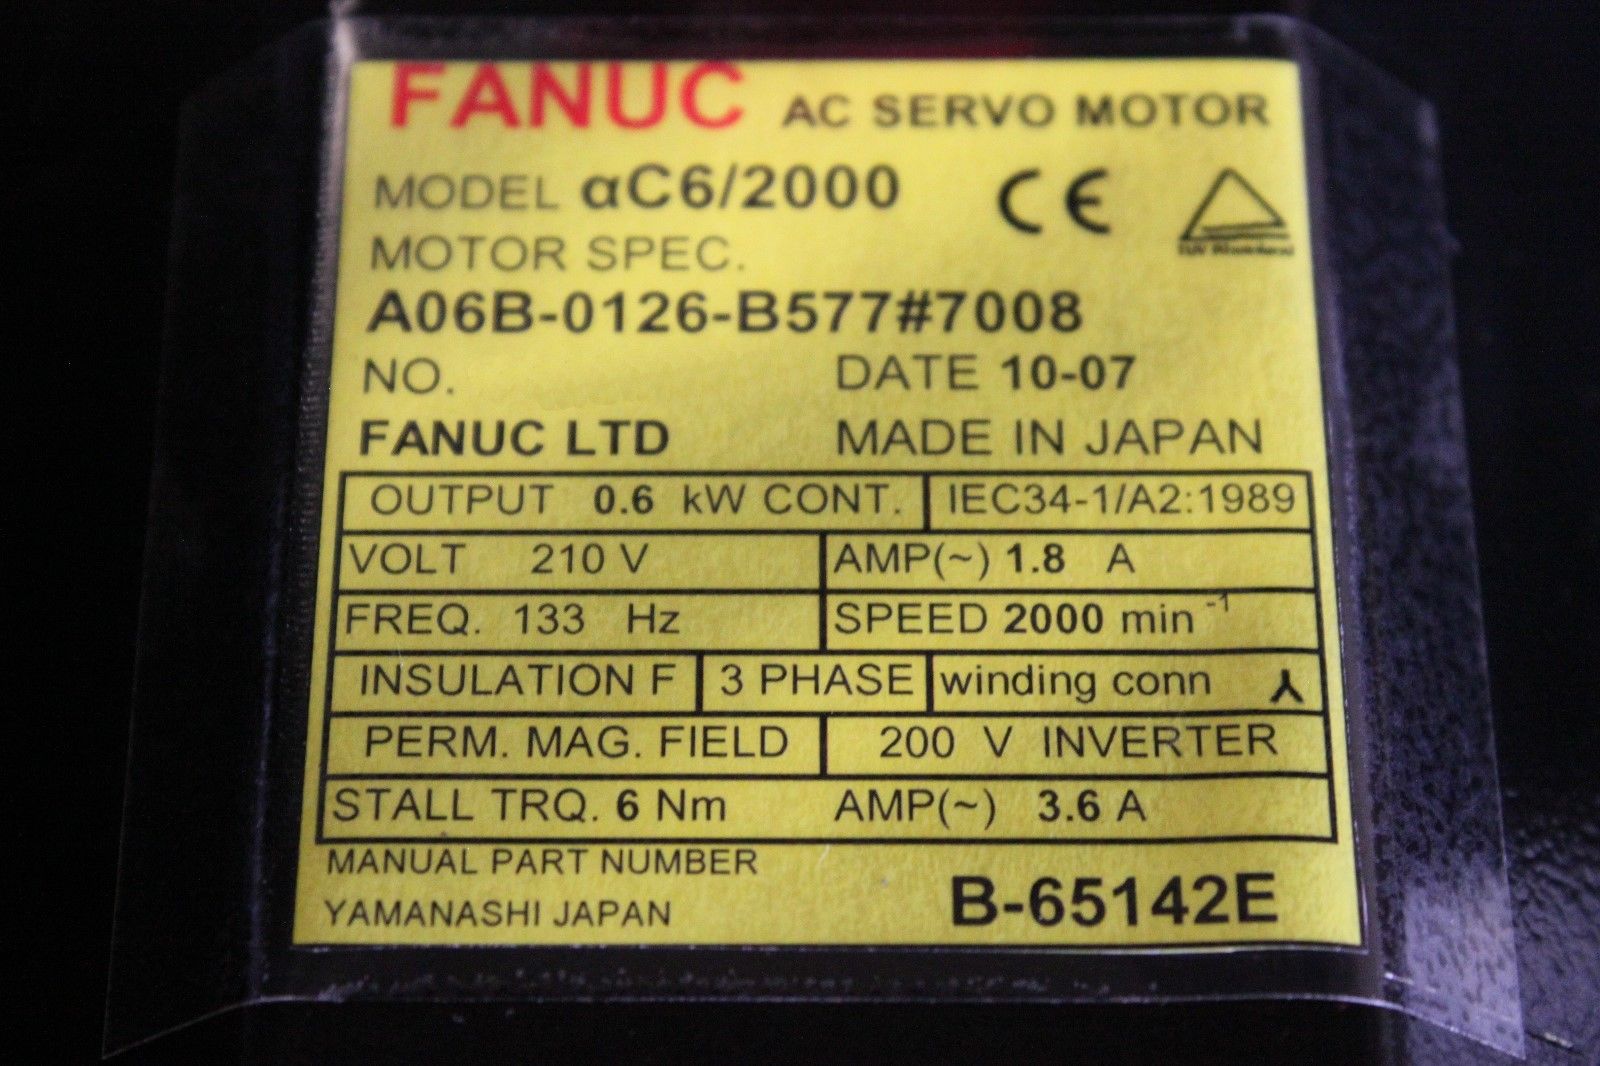 FANUC AC SERVO MOTOR
MODEL αC6/2000 CE
MOTOR SPEC.
A06B-0126-B577#7008
NO. DATE 10-07
FANUC LTD MADE IN JAPAN
OUTPUT 0.6 kW CONT. IEC34-1/A2:1989
VOLT 210 V AMP(~) 1.8 A
FREQ. 133 Hz SPEED 2000 min⁻¹
INSULATION F 3 PHASE winding conn
PERM. MAG. FIELD 200 V INVERTER
STALL TRQ. 6 Nm AMP(~) 3.6 A
MANUAL PART NUMBER
YAMANASHI JAPAN B-65142E